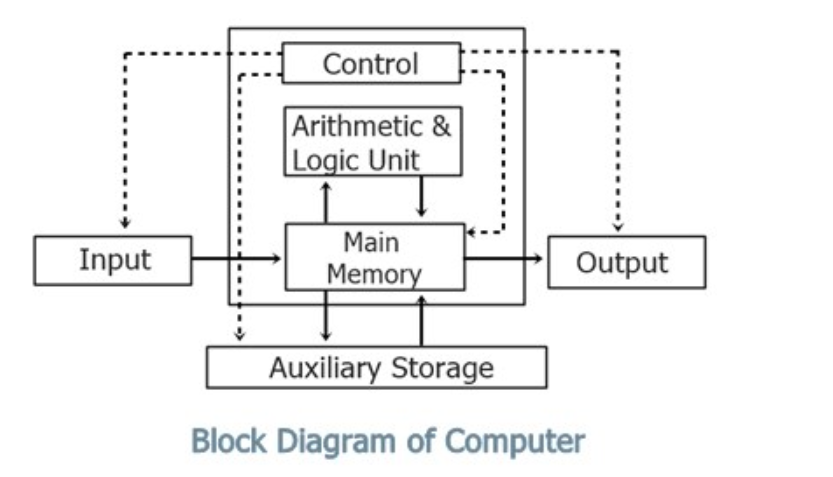 Control
Arithmetic &
Logic Unit
Main
Memory
Input
Output
Auxiliary Storage
Block Diagram of Computer